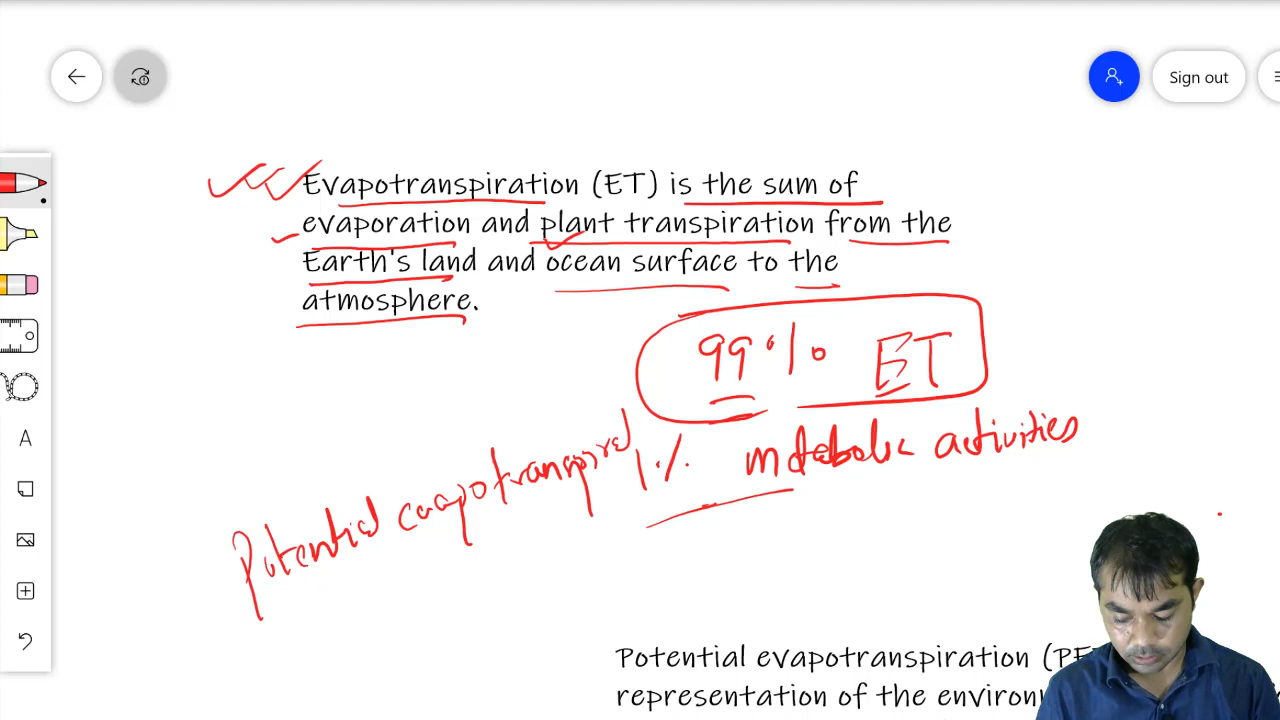 Sign out
Evapotranspiration (ET) is the sum of
evaporation and plant transpiration from the
Earth's land and ocean surface to the
atmosphere.
99% ET
1% metabolic activities
Potential
A
Potential evapotranspiration (PE
representation of the environ